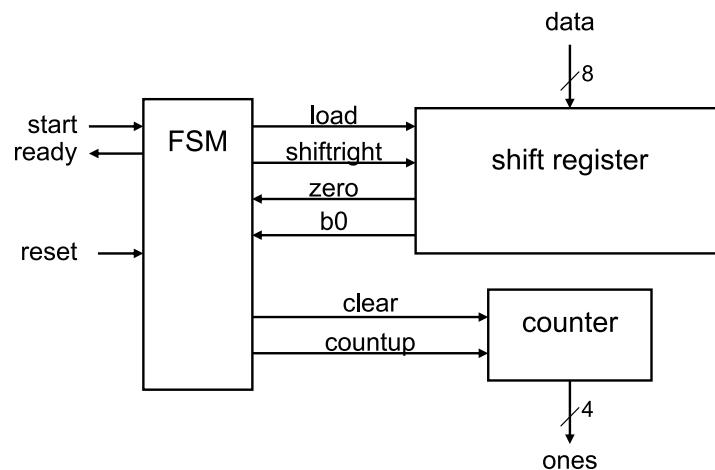 data
8
start
ready
reset
FSM
load
shiftright
zero
b0
shift register
clear
countup
counter
4
ones